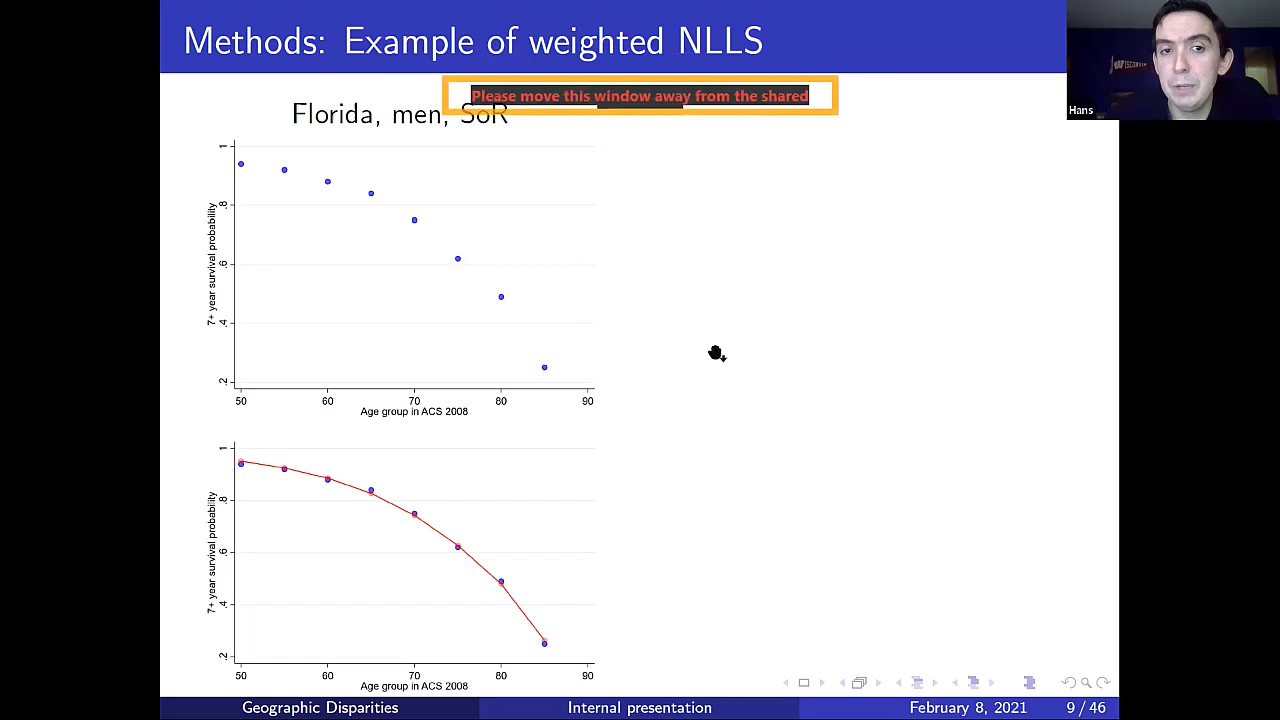 Methods: Example of weighted NLLS
Please move this window away from the shared
Florida, men, SoR
WISCONSIN
Hans
1
.8
.6
.4
.2
7+ year survival probability
50 60 70 80 90
Age group in ACS 2008
1
.8
.6
.4
.2
7+ year survival probability
50 60 70 80 90
Age group in ACS 2008
Geographic Disparities Internal presentation February 8, 2021 9 / 46